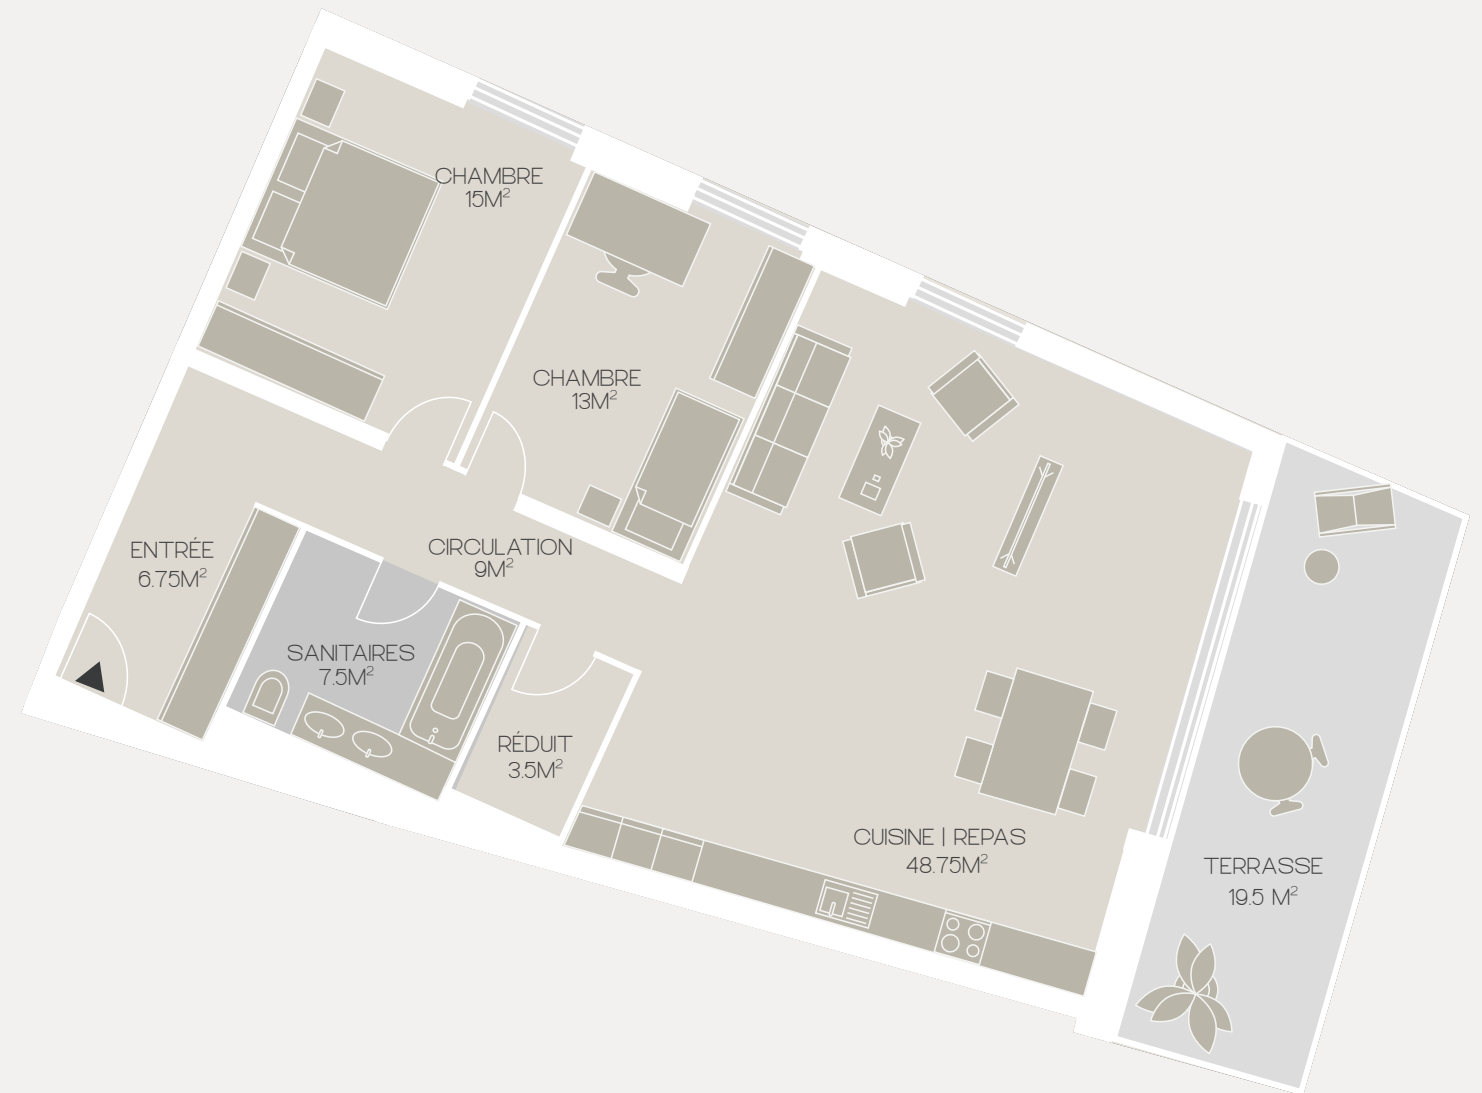 CHAMBRE
15M²
CHAMBRE
13M²
ENTRÉE
6.75M²
CIRCULATION
9M²
SANITAIRES
7.5M²
RÉDUIT
3.5M²
CUISINE | REPAS
48.75M²
TERRASSE
19.5 M²